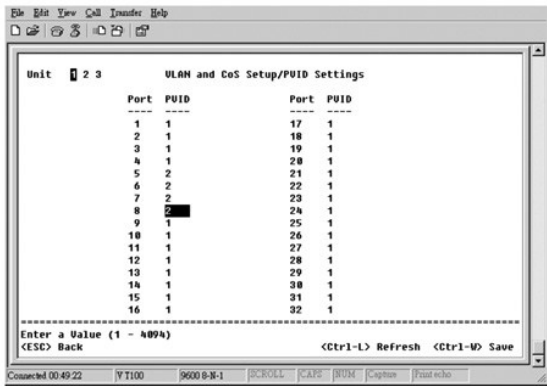 File Edit View Call Transfer Help
Unit 1 2 3 VLAN and CoS Setup/PVID Settings
Port PVID Port PVID
---- ---- ---- ----
1 1 17 1
2 1 18 1
3 1 19 1
4 1 20 1
5 2 21 1
6 2 22 1
7 2 23 1
8 2 24 1
9 1 25 1
10 1 26 1
11 1 27 1
12 1 28 1
13 1 29 1
14 1 30 1
15 1 31 1
16 1 32 1
Enter a Value (1 - 4094)
<ESC> Back <Ctrl-L> Refresh <Ctrl-W> Save
Connected 00:49:22 VT100 9600 8-N-1 SCROLL CAPS NUM Capture Print echo